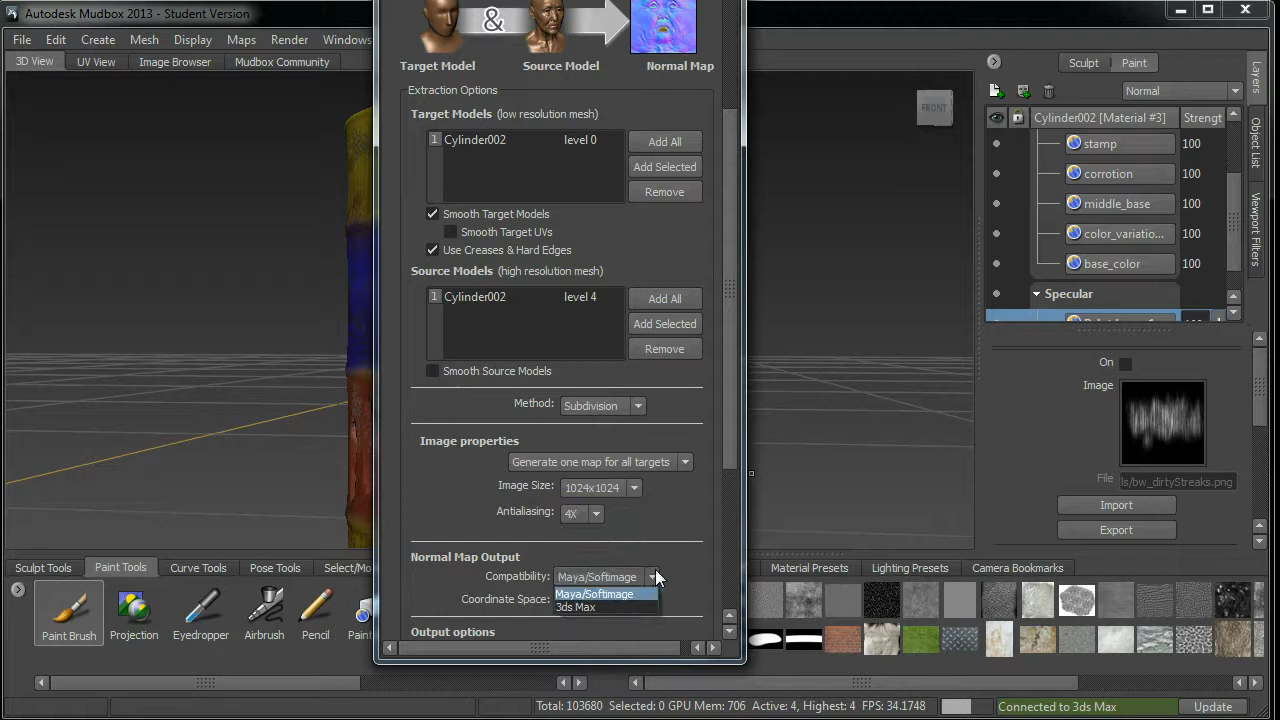 Autodesk Mudbox 2013 - Student Version
File Edit Create Mesh Display Maps Render Windows
3D View UV View Image Browser Mudbox Community
&
Target Model Source Model Normal Map
Extraction Options
Target Models (low resolution mesh)
1 Cylinder002 level 0
Add All
Add Selected
Remove
Smooth Target Models
Smooth Target UVs
Use Creases & Hard Edges
Source Models (high resolution mesh)
1 Cylinder002 level 4
Add All
Add Selected
Remove
Smooth Source Models
Method: Subdivision
Image properties
Generate one map for all targets
Image Size: 1024x1024
Antialiasing: 4X
Normal Map Output
Compatibility: Maya/Softimage
Maya/Softimage
3ds Max
Coordinate Space:
Output options
FRONT
Sculpt Paint
Normal
Cylinder002 [Material #3] Strengt
stamp 100
corrotion 100
middle_base 100
color_variatio... 100
base_color 100
Specular
Layers
Object List
Viewport Filters
On
Image
File ls/bw_dirtyStreaks.png
Import
Export
Sculpt Tools Paint Tools Curve Tools Pose Tools Select/Mo
Material Presets Lighting Presets Camera Bookmarks
Paint Brush Projection Eyedropper Airbrush Pencil Paint
Total: 103680 Selected: 0 GPU Mem: 706 Active: 4, Highest: 4 FPS: 34.1748
Connected to 3ds Max Update